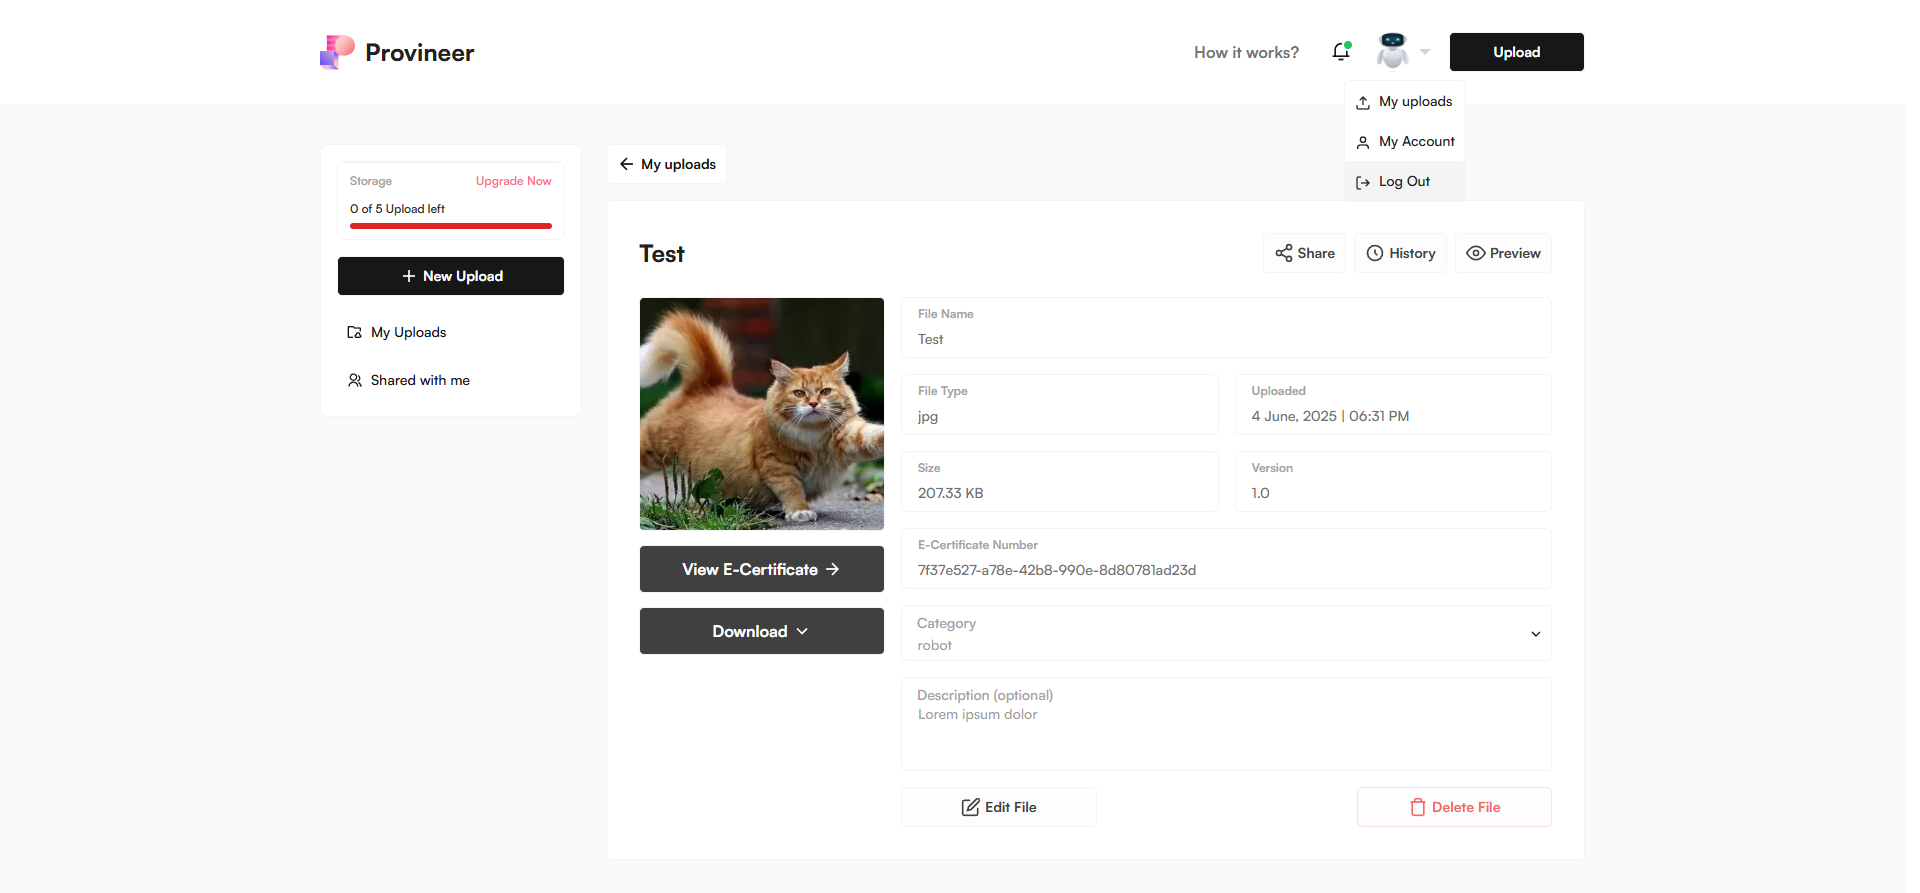 Provineer
How it works?
Upload
My uploads
My Account
Log Out
Storage
Upgrade Now
0 of 5 Upload left
New Upload
My Uploads
Shared with me
My uploads
Test
Share
History
Preview
View E-Certificate
Download
File Name
Test
File Type
jpg
Uploaded
4 June, 2025 | 06:31 PM
Size
207.33 KB
Version
1.0
E-Certificate Number
7f37e527-a78e-42b8-990e-8d80781ad23d
Category
robot
Description (optional)
Lorem ipsum dolor
Edit File
Delete File